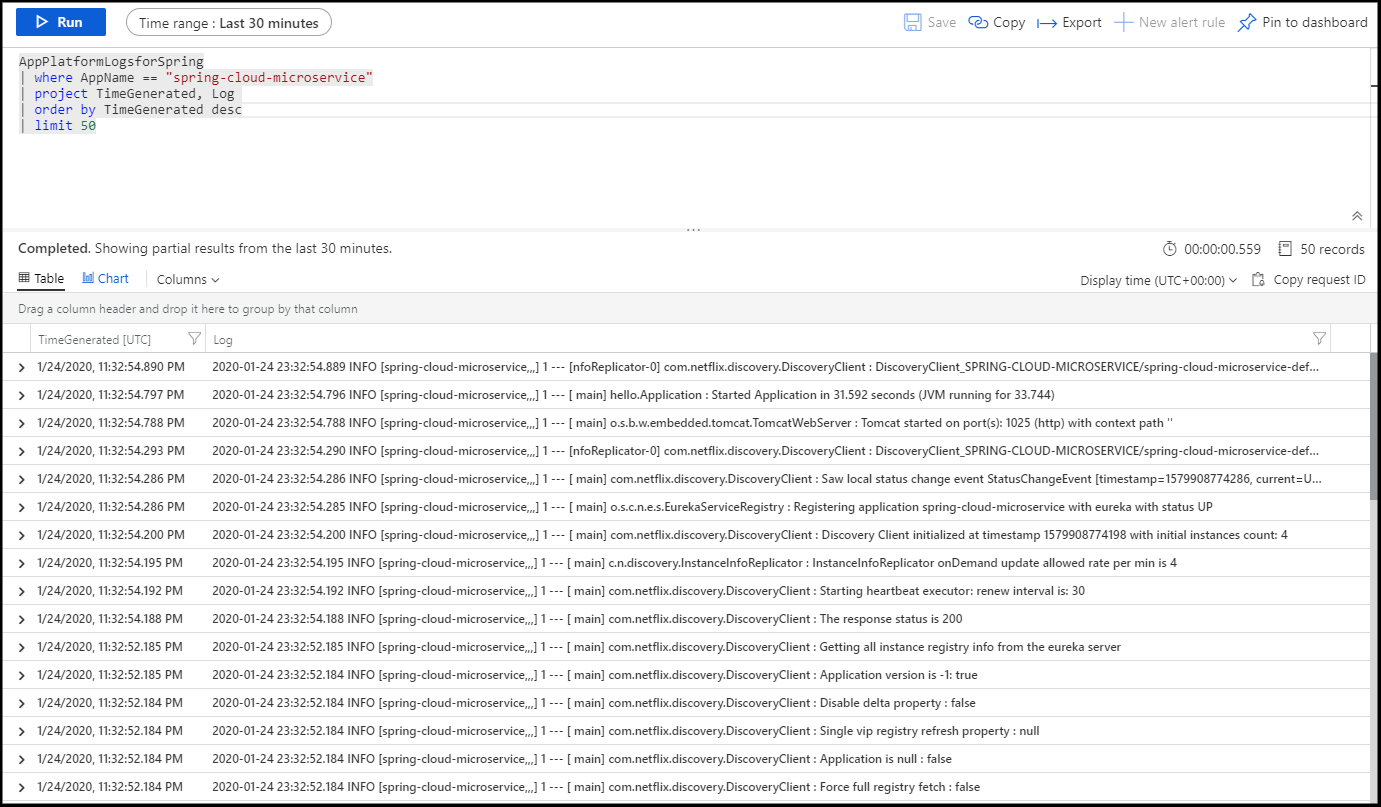 Run Time range : Last 30 minutes Save Copy Export New alert rule Pin to dashboard
AppPlatformLogsforSpring
| where AppName == "spring-cloud-microservice"
| project TimeGenerated, Log
| order by TimeGenerated desc
| limit 50
Completed. Showing partial results from the last 30 minutes. 00:00:00.559 50 records
Table Chart Columns Display time (UTC+00:00) Copy request ID
Drag a column header and drop it here to group by that column
TimeGenerated [UTC] Log
1/24/2020, 11:32:54.890 PM 2020-01-24 23:32:54.889 INFO [spring-cloud-microservice,,,] 1 --- [nfoReplicator-0] com.netflix.discovery.DiscoveryClient : DiscoveryClient_SPRING-CLOUD-MICROSERVICE/spring-cloud-microservice-def...
1/24/2020, 11:32:54.797 PM 2020-01-24 23:32:54.796 INFO [spring-cloud-microservice,,,] 1 --- [ main] hello.Application : Started Application in 31.592 seconds (JVM running for 33.744)
1/24/2020, 11:32:54.788 PM 2020-01-24 23:32:54.788 INFO [spring-cloud-microservice,,,] 1 --- [ main] o.s.b.w.embedded.tomcat.TomcatWebServer : Tomcat started on port(s): 1025 (http) with context path ''
1/24/2020, 11:32:54.293 PM 2020-01-24 23:32:54.290 INFO [spring-cloud-microservice,,,] 1 --- [nfoReplicator-0] com.netflix.discovery.DiscoveryClient : DiscoveryClient_SPRING-CLOUD-MICROSERVICE/spring-cloud-microservice-def...
1/24/2020, 11:32:54.286 PM 2020-01-24 23:32:54.286 INFO [spring-cloud-microservice,,,] 1 --- [ main] com.netflix.discovery.DiscoveryClient : Saw local status change event StatusChangeEvent [timestamp=1579908774286, current=U...
1/24/2020, 11:32:54.286 PM 2020-01-24 23:32:54.285 INFO [spring-cloud-microservice,,,] 1 --- [ main] o.s.c.n.e.s.EurekaServiceRegistry : Registering application spring-cloud-microservice with eureka with status UP
1/24/2020, 11:32:54.200 PM 2020-01-24 23:32:54.200 INFO [spring-cloud-microservice,,,] 1 --- [ main] com.netflix.discovery.DiscoveryClient : Discovery Client initialized at timestamp 1579908774198 with initial instances count: 4
1/24/2020, 11:32:54.195 PM 2020-01-24 23:32:54.195 INFO [spring-cloud-microservice,,,] 1 --- [ main] c.n.discovery.InstanceInfoReplicator : InstanceInfoReplicator onDemand update allowed rate per min is 4
1/24/2020, 11:32:54.192 PM 2020-01-24 23:32:54.192 INFO [spring-cloud-microservice,,,] 1 --- [ main] com.netflix.discovery.DiscoveryClient : Starting heartbeat executor: renew interval is: 30
1/24/2020, 11:32:54.188 PM 2020-01-24 23:32:54.188 INFO [spring-cloud-microservice,,,] 1 --- [ main] com.netflix.discovery.DiscoveryClient : The response status is 200
1/24/2020, 11:32:52.185 PM 2020-01-24 23:32:52.185 INFO [spring-cloud-microservice,,,] 1 --- [ main] com.netflix.discovery.DiscoveryClient : Getting all instance registry info from the eureka server
1/24/2020, 11:32:52.185 PM 2020-01-24 23:32:52.184 INFO [spring-cloud-microservice,,,] 1 --- [ main] com.netflix.discovery.DiscoveryClient : Application version is -1: true
1/24/2020, 11:32:52.184 PM 2020-01-24 23:32:52.184 INFO [spring-cloud-microservice,,,] 1 --- [ main] com.netflix.discovery.DiscoveryClient : Disable delta property : false
1/24/2020, 11:32:52.184 PM 2020-01-24 23:32:52.184 INFO [spring-cloud-microservice,,,] 1 --- [ main] com.netflix.discovery.DiscoveryClient : Single vip registry refresh property : null
1/24/2020, 11:32:52.184 PM 2020-01-24 23:32:52.184 INFO [spring-cloud-microservice,,,] 1 --- [ main] com.netflix.discovery.DiscoveryClient : Application is null : false
1/24/2020, 11:32:52.184 PM 2020-01-24 23:32:52.184 INFO [spring-cloud-microservice,,,] 1 --- [ main] com.netflix.discovery.DiscoveryClient : Force full registry fetch : false